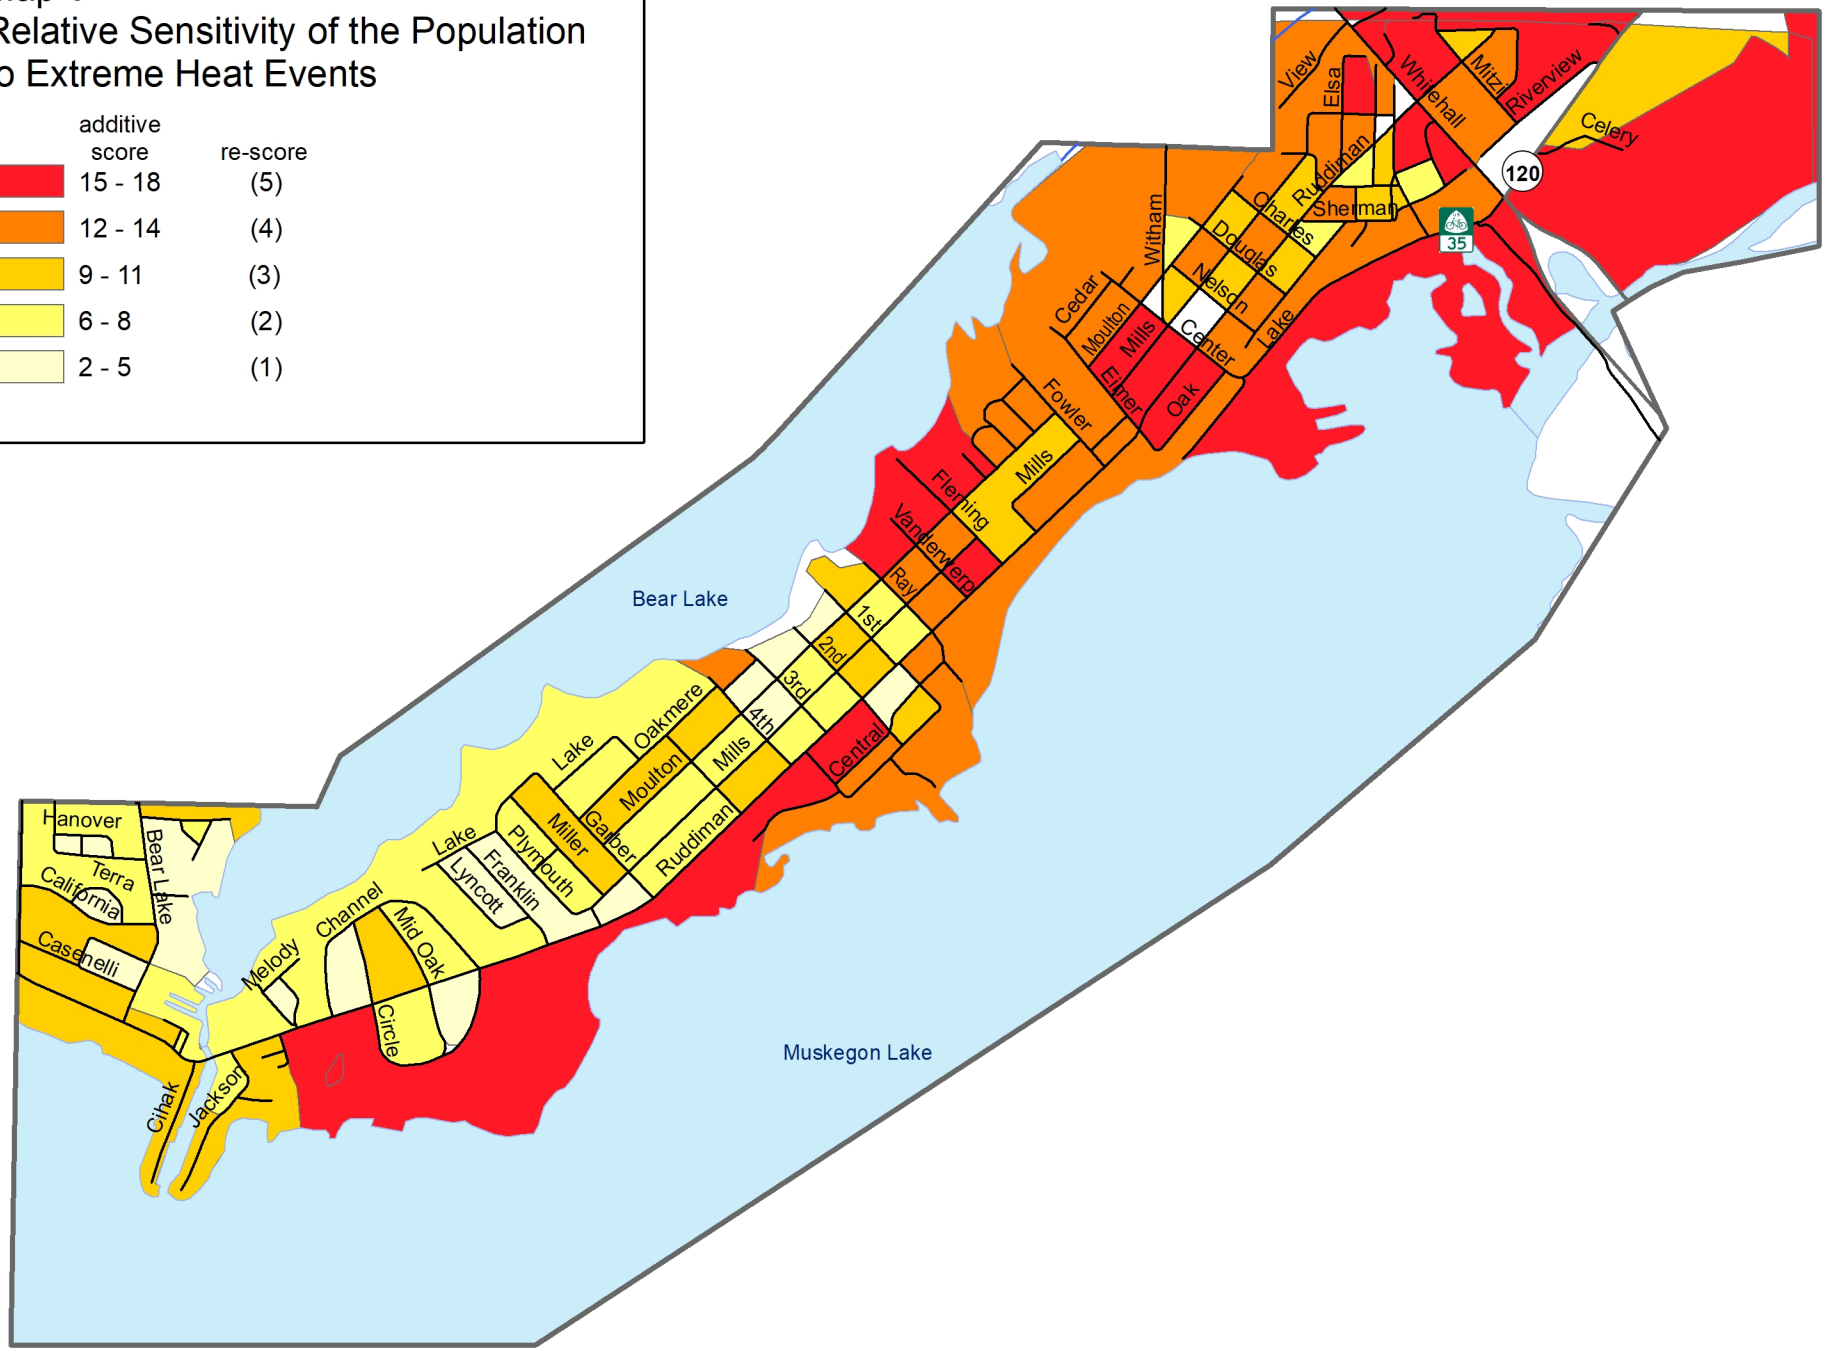 Relative Sensitivity of the Population
o Extreme Heat Events
additive
score re-score
15 - 18 (5)
12 - 14 (4)
9 - 11 (3)
6 - 8 (2)
2 - 5 (1)
View
Elsa
Whitehall
Mitzi
Riverview
Celery
120
Ruddiman
Sherman
35
Witham
Charles
Douglas
Nelson
Center
Lake
Cedar
Moulton
Mills
Elmer
Oak
Fowler
Mills
Fleming
Vanderwerp
Ray
Bear Lake
1st
2nd
3rd
4th
Central
Oakmere
Lake
Moulton
Mills
Garber
Miller
Ruddiman
Plymouth
Lake
Franklin
Lyncott
Hanover
Bear Lake
Terra
California
Casenelli
Channel
Mid Oak
Melody
Circle
Muskegon Lake
Cihak
Jackson